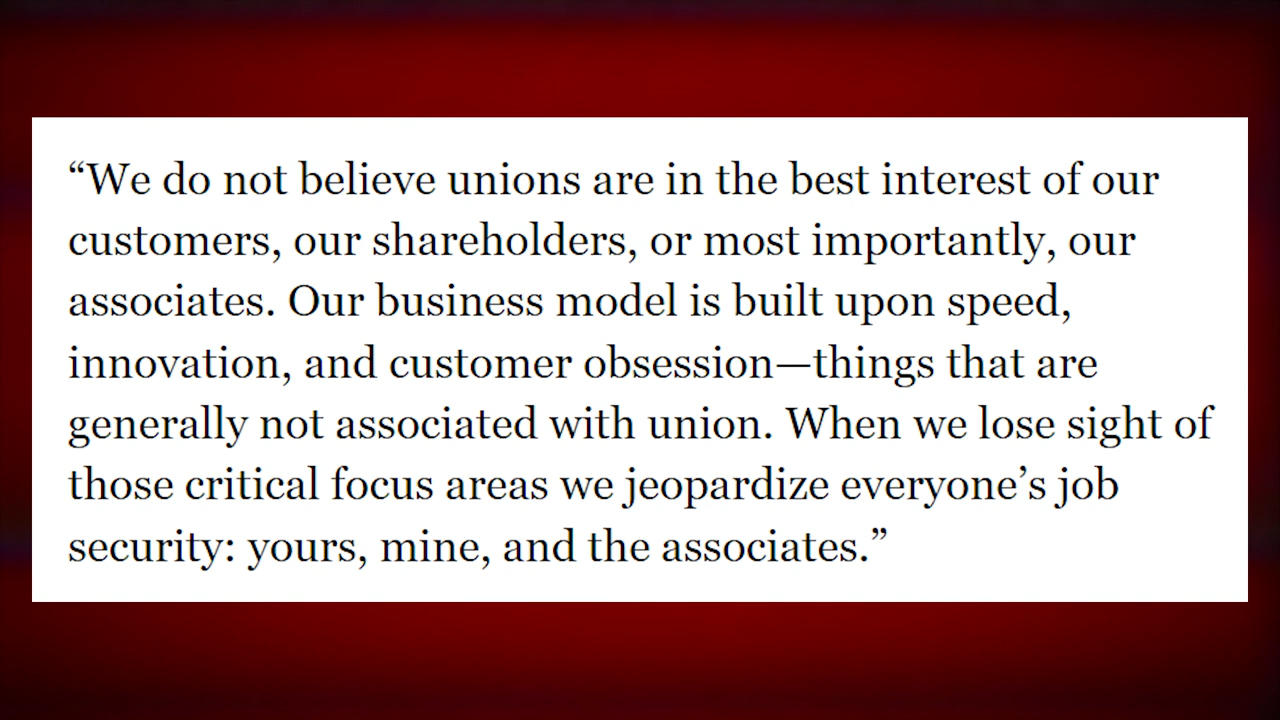 “We do not believe unions are in the best interest of our
customers, our shareholders, or most importantly, our
associates. Our business model is built upon speed,
innovation, and customer obsession—things that are
generally not associated with union. When we lose sight of
those critical focus areas we jeopardize everyone’s job
security: yours, mine, and the associates.”